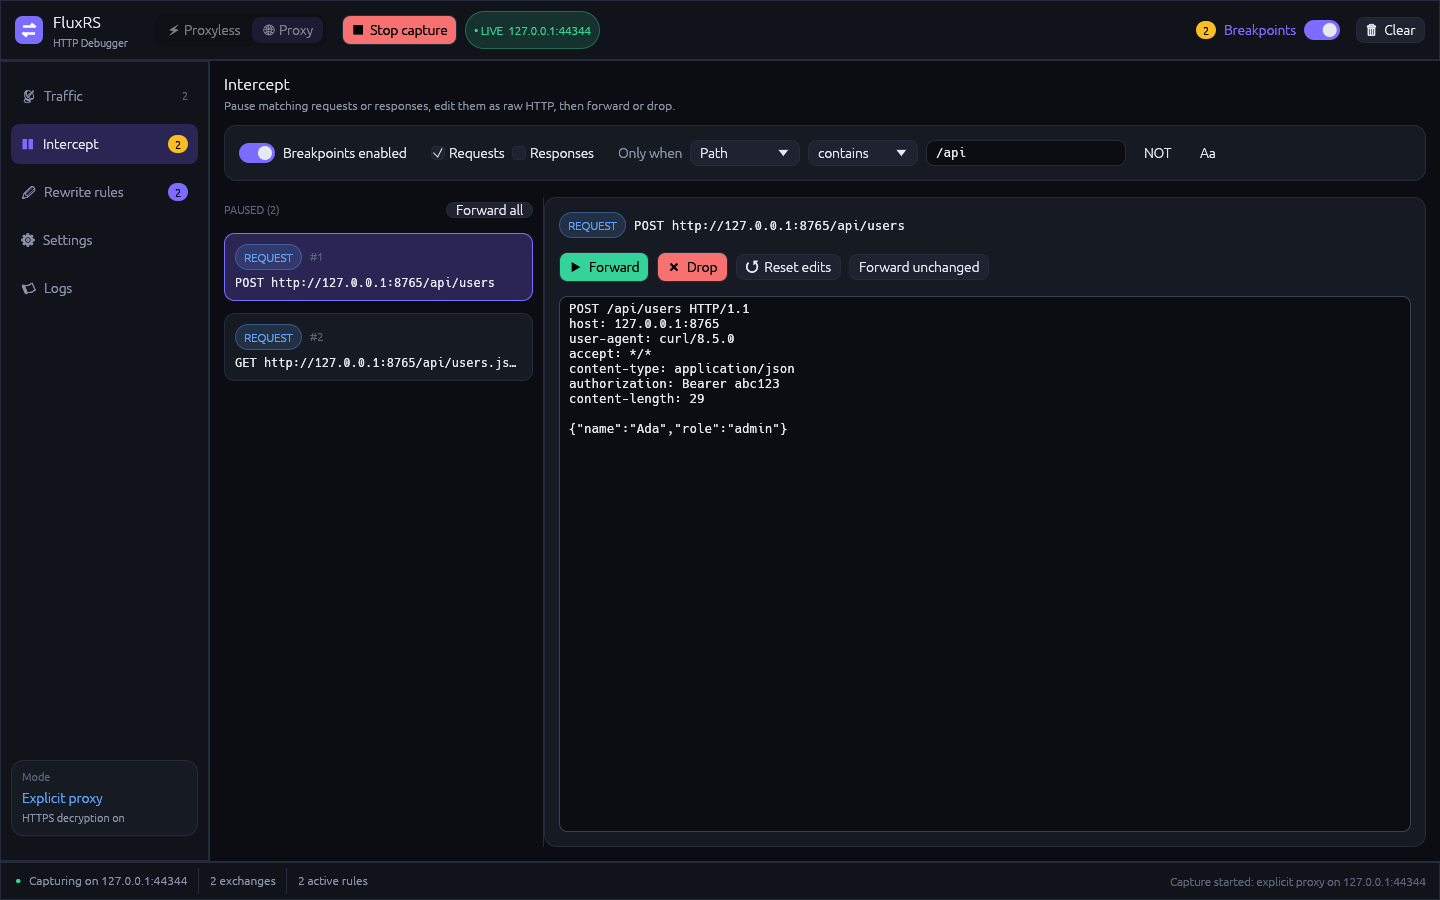 FluxRS
HTTP Debugger
Proxyless
Proxy
Stop capture
• LIVE 127.0.0.1:44344
2
Breakpoints
Clear
Traffic
2
Intercept
2
Rewrite rules
2
Settings
Logs
Mode
Explicit proxy
HTTPS decryption on
Intercept
Pause matching requests or responses, edit them as raw HTTP, then forward or drop.
Breakpoints enabled
Requests
Responses
Only when
Path
contains
/api
NOT
Aa
PAUSED (2)
Forward all
REQUEST #1
POST http://127.0.0.1:8765/api/users
REQUEST #2
GET http://127.0.0.1:8765/api/users.js…
REQUEST POST http://127.0.0.1:8765/api/users
Forward
Drop
Reset edits
Forward unchanged
POST /api/users HTTP/1.1
host: 127.0.0.1:8765
user-agent: curl/8.5.0
accept: */*
content-type: application/json
authorization: Bearer abc123
content-length: 29
{"name":"Ada","role":"admin"}
• Capturing on 127.0.0.1:44344
2 exchanges
2 active rules
Capture started: explicit proxy on 127.0.0.1:44344